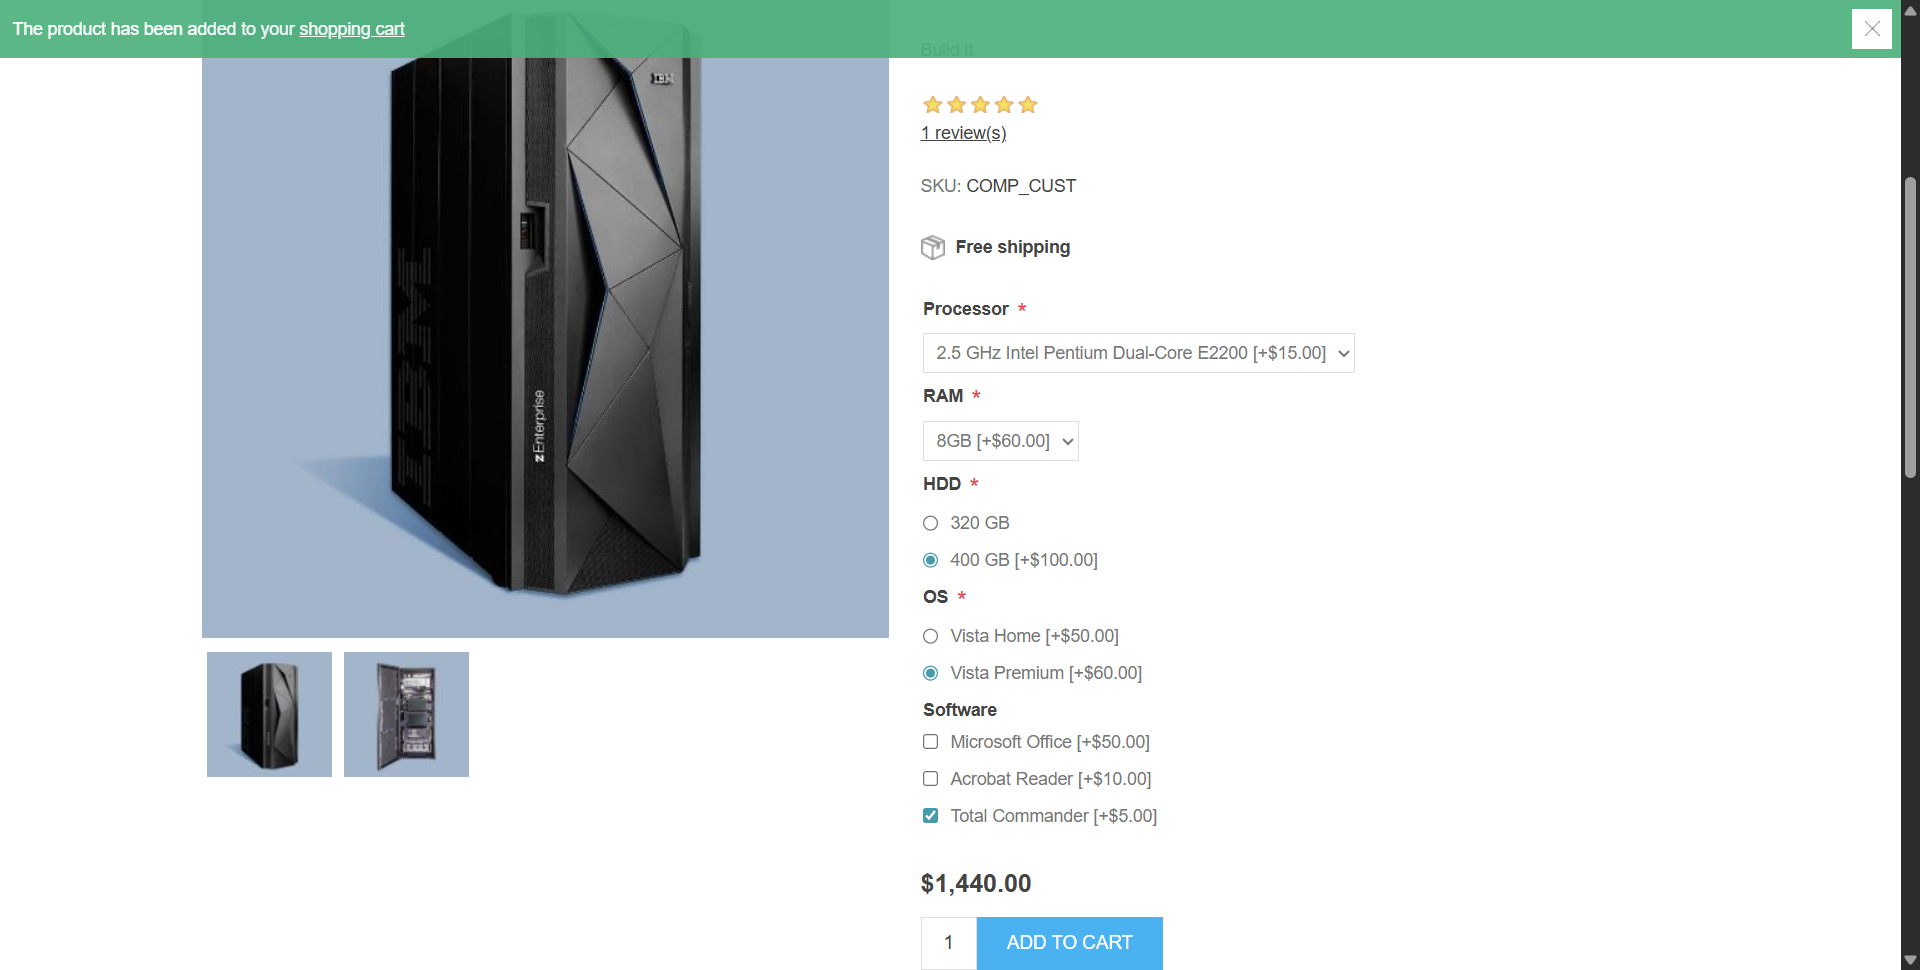 The product has been added to your shopping cart
Build it
1 review(s)
SKU: COMP_CUST
Free shipping
Processor *
2.5 GHz Intel Pentium Dual-Core E2200 [+$15.00]
RAM *
8GB [+$60.00]
HDD *
320 GB
400 GB [+$100.00]
OS *
Vista Home [+$50.00]
Vista Premium [+$60.00]
Software
Microsoft Office [+$50.00]
Acrobat Reader [+$10.00]
Total Commander [+$5.00]
$1,440.00
1 ADD TO CART
IBM
IBM
zEnterprise